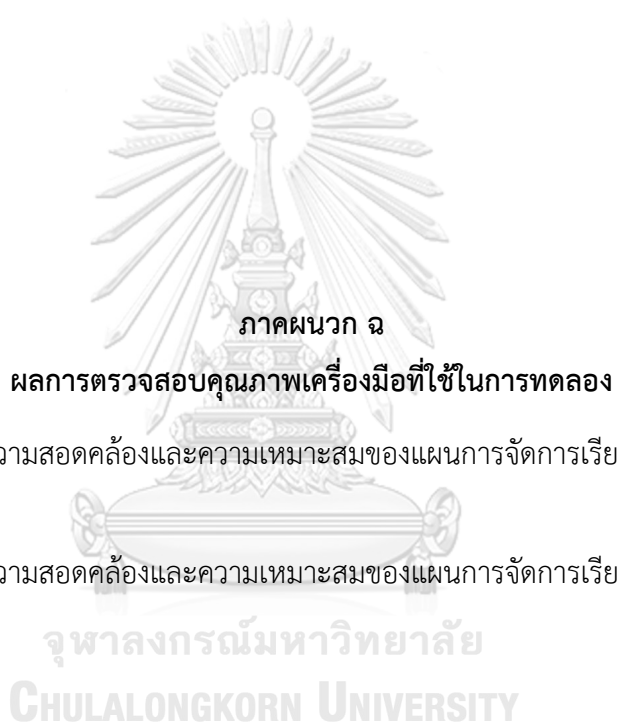 ภาคผนวก ฉ
ผลการตรวจสอบคุณภาพเครื่องมือที่ใช้ในการทดลอง
วามสอดคล้องและความเหมาะสมของแผนการจัดการเรีย
วามสอดคล้องและความเหมาะสมของแผนการจัดการเรีย
จุฬาลงกรณ์มหาวิทยาลัย
CHULALONGKORN UNIVERSITY